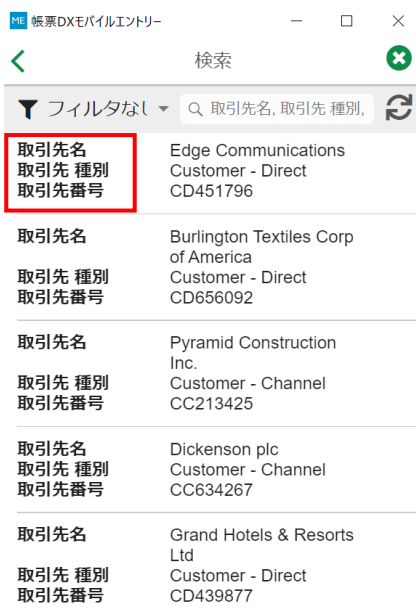 ME 帳票DXモバイルエントリー
検索
フィルタなし 取引先名, 取引先 種別,
取引先名 Edge Communications
取引先 種別 Customer - Direct
取引先番号 CD451796
取引先名 Burlington Textiles Corp
of America
取引先 種別 Customer - Direct
取引先番号 CD656092
取引先名 Pyramid Construction
Inc.
取引先 種別 Customer - Channel
取引先番号 CC213425
取引先名 Dickenson plc
取引先 種別 Customer - Channel
取引先番号 CC634267
取引先名 Grand Hotels & Resorts
Ltd
取引先 種別 Customer - Direct
取引先番号 CD439877